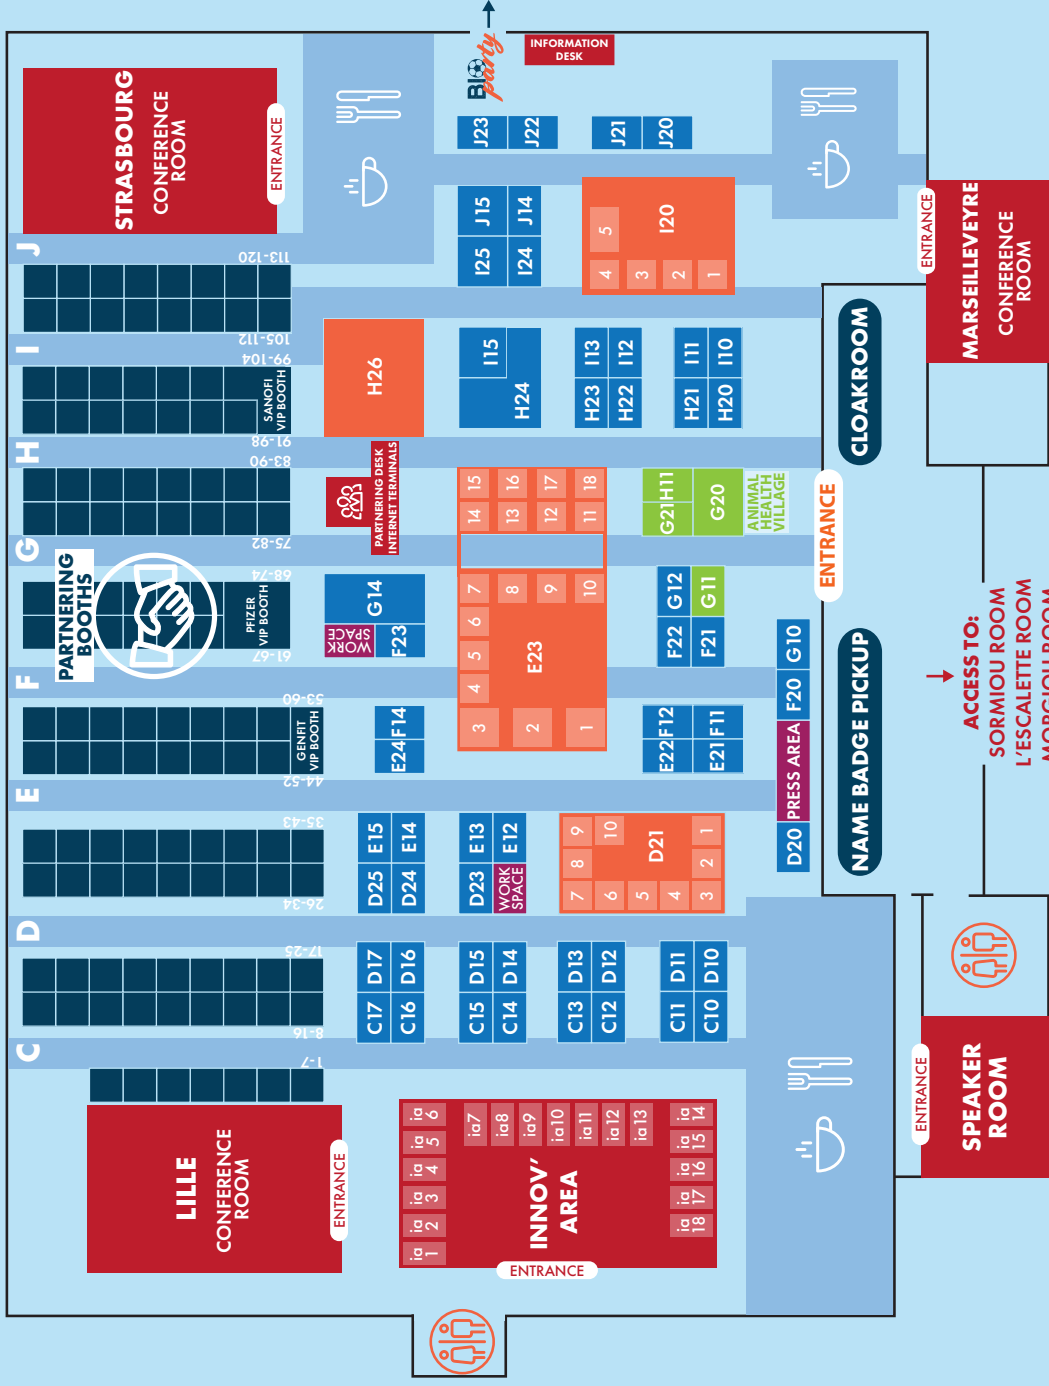 BIO
party
INFORMATION
DESK
STRASBOURG
CONFERENCE
ROOM
ENTRANCE
J23
J22
J21
J20
J
113-120
J15
J14
I25
I24
I20
5
4
3
2
1
ENTRANCE
MARSEILLEVEYRE
CONFERENCE
ROOM
105-112
I
99-104
SANOFI
VIP BOOTH
91-98
H26
I15
H24
I13
I12
H23
H22
I11
I10
H21
H20
CLOAKROOM
H
83-90
75-82
PARTNERING DESK
INTERNET TERMINALS
15
16
17
18
14
13
12
11
H11
G21
G20
ANIMAL
HEALTH
VILLAGE
ENTRANCE
G
68-74
PARTNERING
BOOTHS
PFIZER
VIP BOOTH
61-67
G14
WORK
SPACE
F23
7
8
9
10
6
5
4
3
2
1
E23
G12
G11
F22
F21
G10
F20
PRESS AREA
D20
NAME BADGE PICKUP
ACCESS TO:
SORMIOU ROOM
L'ESCALETTE ROOM
MORGIOU ROOM
F
53-60
GENFIT
VIP BOOTH
44-52
F14
E24
F12
F11
E22
E21
E
35-43
26-34
E15
E14
D25
D24
E13
E12
D23
WORK
SPACE
D21
9
10
1
8
2
7
6
5
4
3
D
17-25
8-16
D17
D16
C17
C16
D15
D14
C15
C14
D13
D12
C13
C12
D11
D10
C11
C10
C
1-7
LILLE
CONFERENCE
ROOM
ENTRANCE
INNOV'
AREA
ENTRANCE
ia 1
ia 2
ia 3
ia 4
ia 5
ia 6
ia7
ia8
ia9
ia10
ia11
ia12
ia13
ia 14
ia 15
ia 16
ia 17
ia 18
ENTRANCE
SPEAKER
ROOM